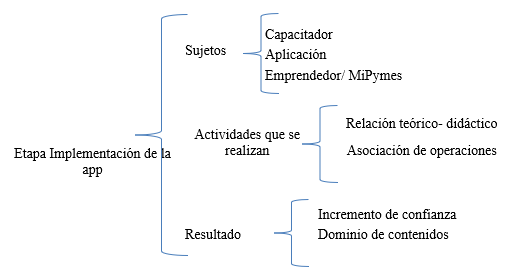 Etapa Implementación de la
app
Sujetos
Capacitador
Aplicación
Emprendedor/ MiPymes
Actividades que se
realizan
Relación teórico- didáctico
Asociación de operaciones
Resultado
Incremento de confianza
Dominio de contenidos